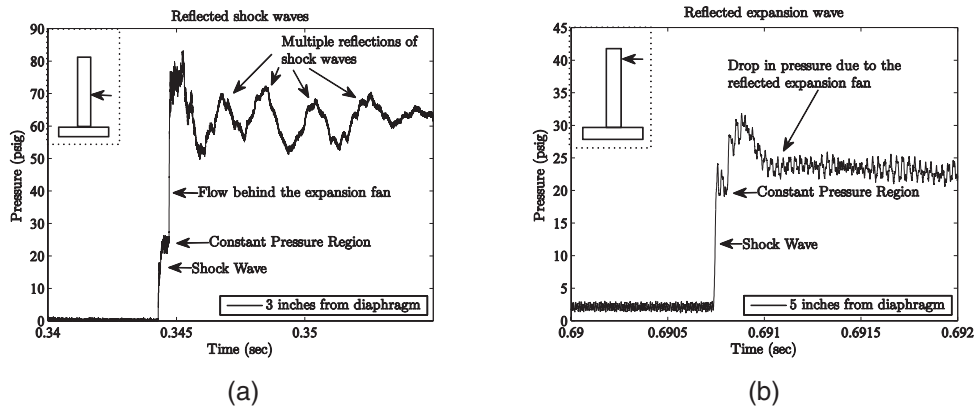 Reflected shock waves
90
80
70
60
50
40
30
20
10
0
Pressure (psig)
Multiple reflections of
shock waves
Flow behind the expansion fan
Constant Pressure Region
Shock Wave
3 inches from diaphragm
0.34
0.345
0.35
Time (sec)
(a)
Reflected expansion wave
45
40
35
30
25
20
15
10
5
0
Pressure (psig)
Drop in pressure due to the
reflected expansion fan
Constant Pressure Region
Shock Wave
5 inches from diaphragm
0.69
0.6905
0.691
0.6915
0.692
Time (sec)
(b)